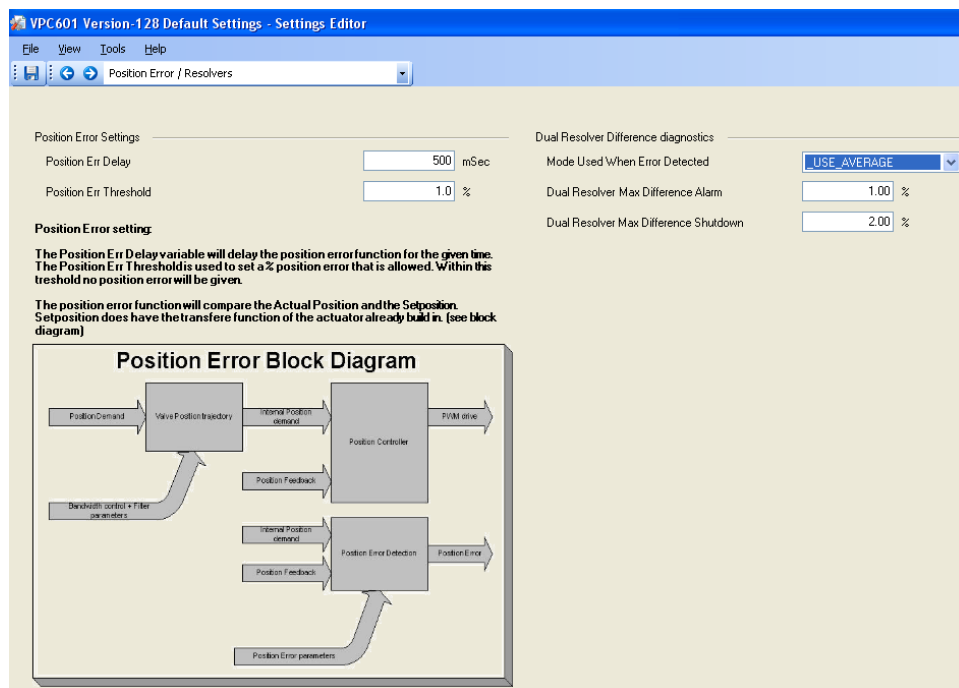 VPC601 Version-128 Default Settings - Settings Editor
File View Tools Help
Position Error / Resolvers
Position Error Settings
Position Err Delay 500 mSec
Position Err Threshold 1.0 %
Position Error setting:
The Position Err Delay variable will delay the position error function for the given time.
The Position Err Threshold is used to set a % position error that is allowed. Within this
treshold no position error will be given.
The position error function will compare the Actual Position and the Setposition.
Setposition does have the transfere function of the actuator already build in. (see block
diagram)
Dual Resolver Difference diagnostics
Mode Used When Error Detected _USE_AVERAGE
Dual Resolver Max Difference Alarm 1.00 %
Dual Resolver Max Difference Shutdown 2.00 %
Position Error Block Diagram
Position Demand
Valve Position trajectory
Internal Position
demand
Position Controller
PWM drive
Position Feedback
Bandwidth control + Filter
parameters
Internal Position
demand
Position Error Detection
Position Error
Position Feedback
Position Error parameters